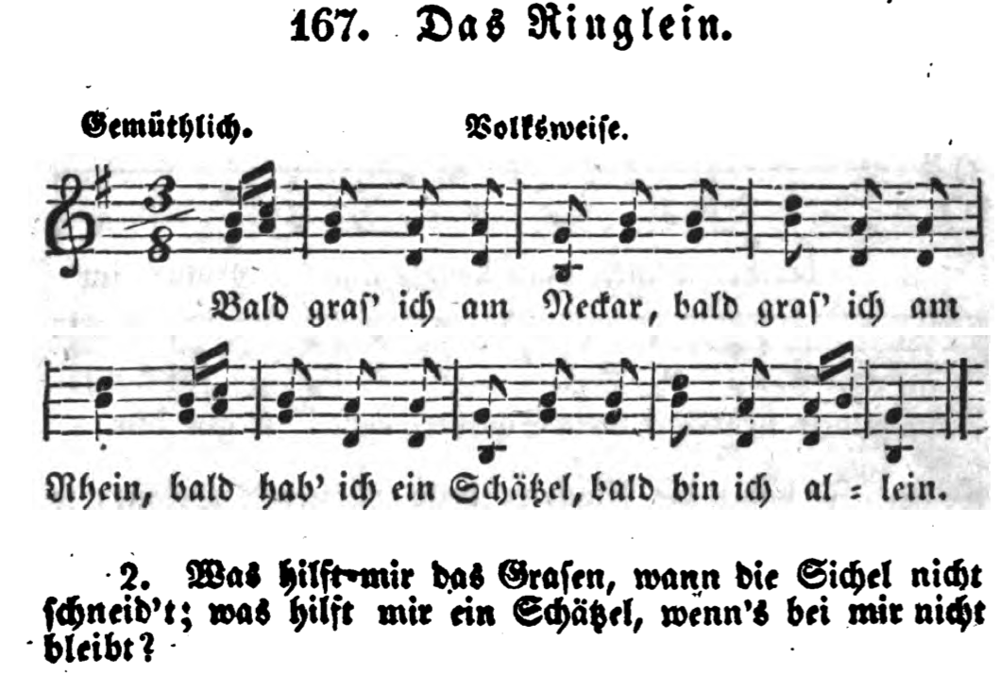 167. Das Ringlein.
Gemüthlich. Volksweise.
3
8
Bald gras' ich am Neckar, bald gras' ich am
Rhein, bald hab' ich ein Schätzel, bald bin ich al = lein.
2. Was hilft mir das Grasen, wann die Sichel nicht
schneid't; was hilft mir ein Schätzel, wenn's bei mir nicht
bleibt?